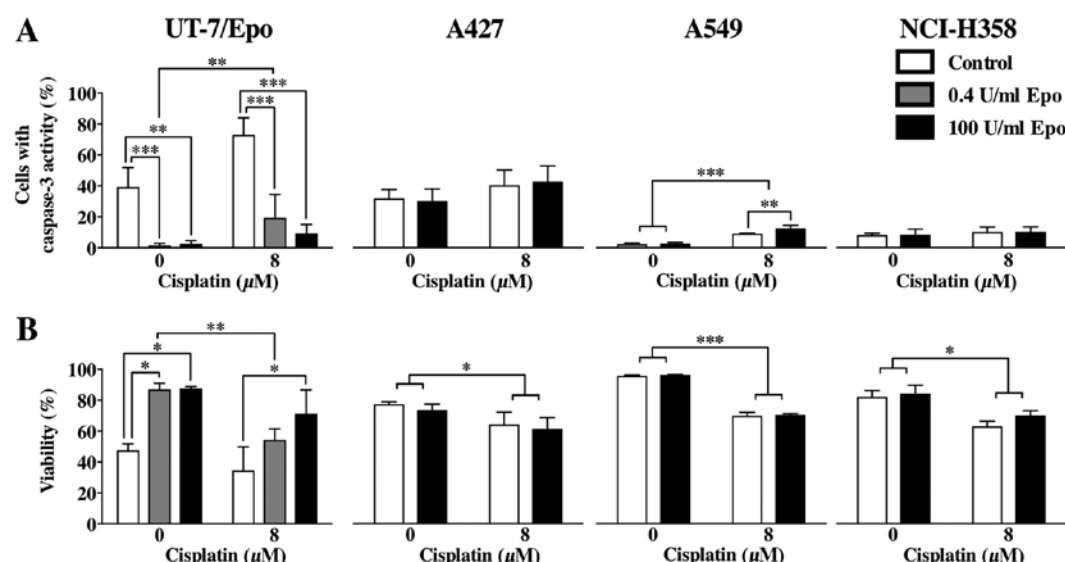 A
UT-7/Epo
A427
A549
NCI-H358
Control
0.4 U/ml Epo
100 U/ml Epo
Cells with
caspase-3 activity (%)
100
80
60
40
20
0
**
***
**
***
***
***
**
0
8
0
8
0
8
0
8
Cisplatin (µM)
Cisplatin (µM)
Cisplatin (µM)
Cisplatin (µM)
B
Viability (%)
100
80
60
40
20
0
**
*
*
*
*
***
*
0
8
0
8
0
8
0
8
Cisplatin (µM)
Cisplatin (µM)
Cisplatin (µM)
Cisplatin (µM)